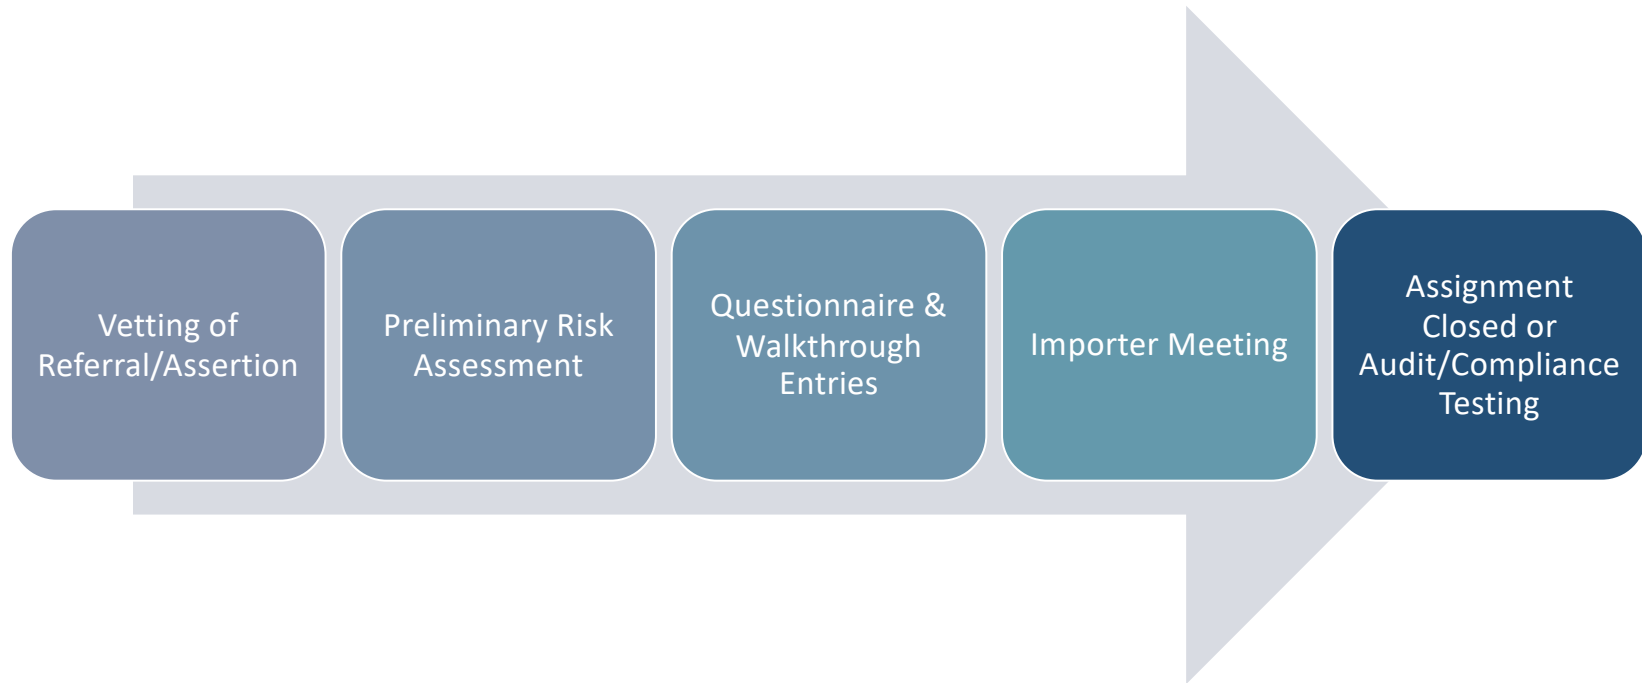 Vetting of
Referral/Assertion
Preliminary Risk
Assessment
Questionnaire &
Walkthrough
Entries
Importer Meeting
Assignment
Closed or
Audit/Compliance
Testing